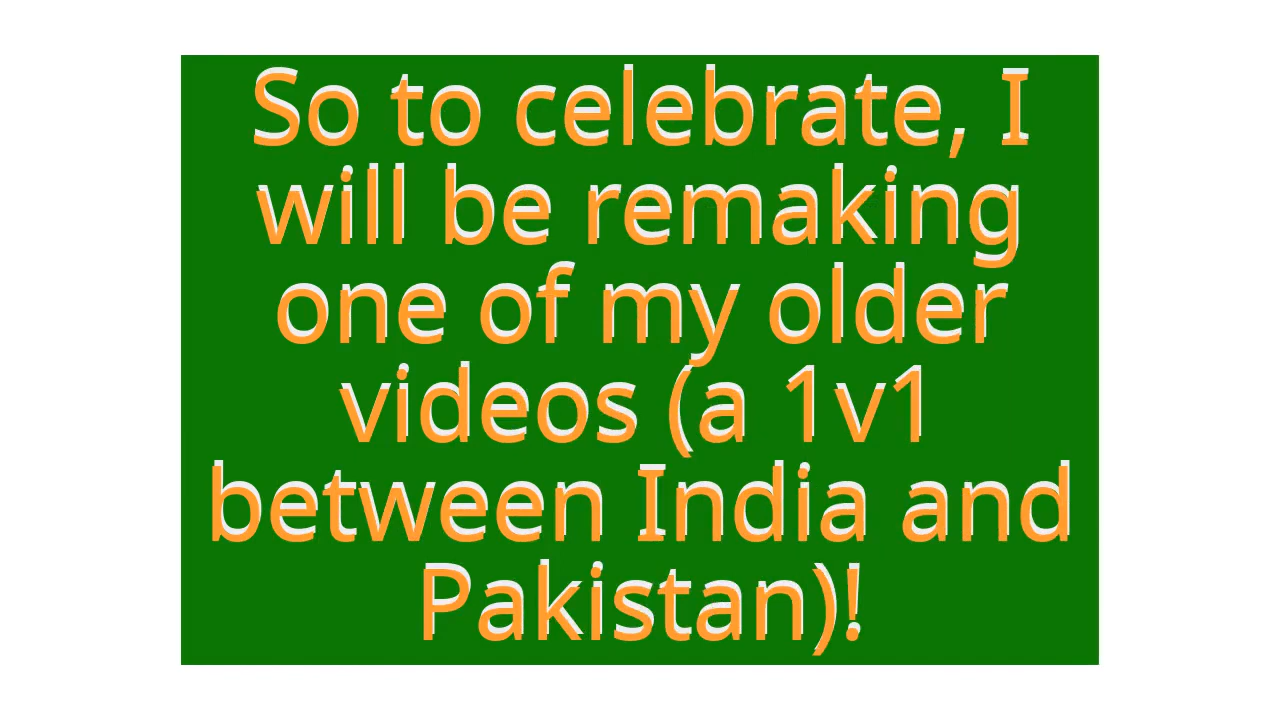 So to celebrate, I
will be remaking
one of my older
videos (a 1v1
between India and
Pakistan)!